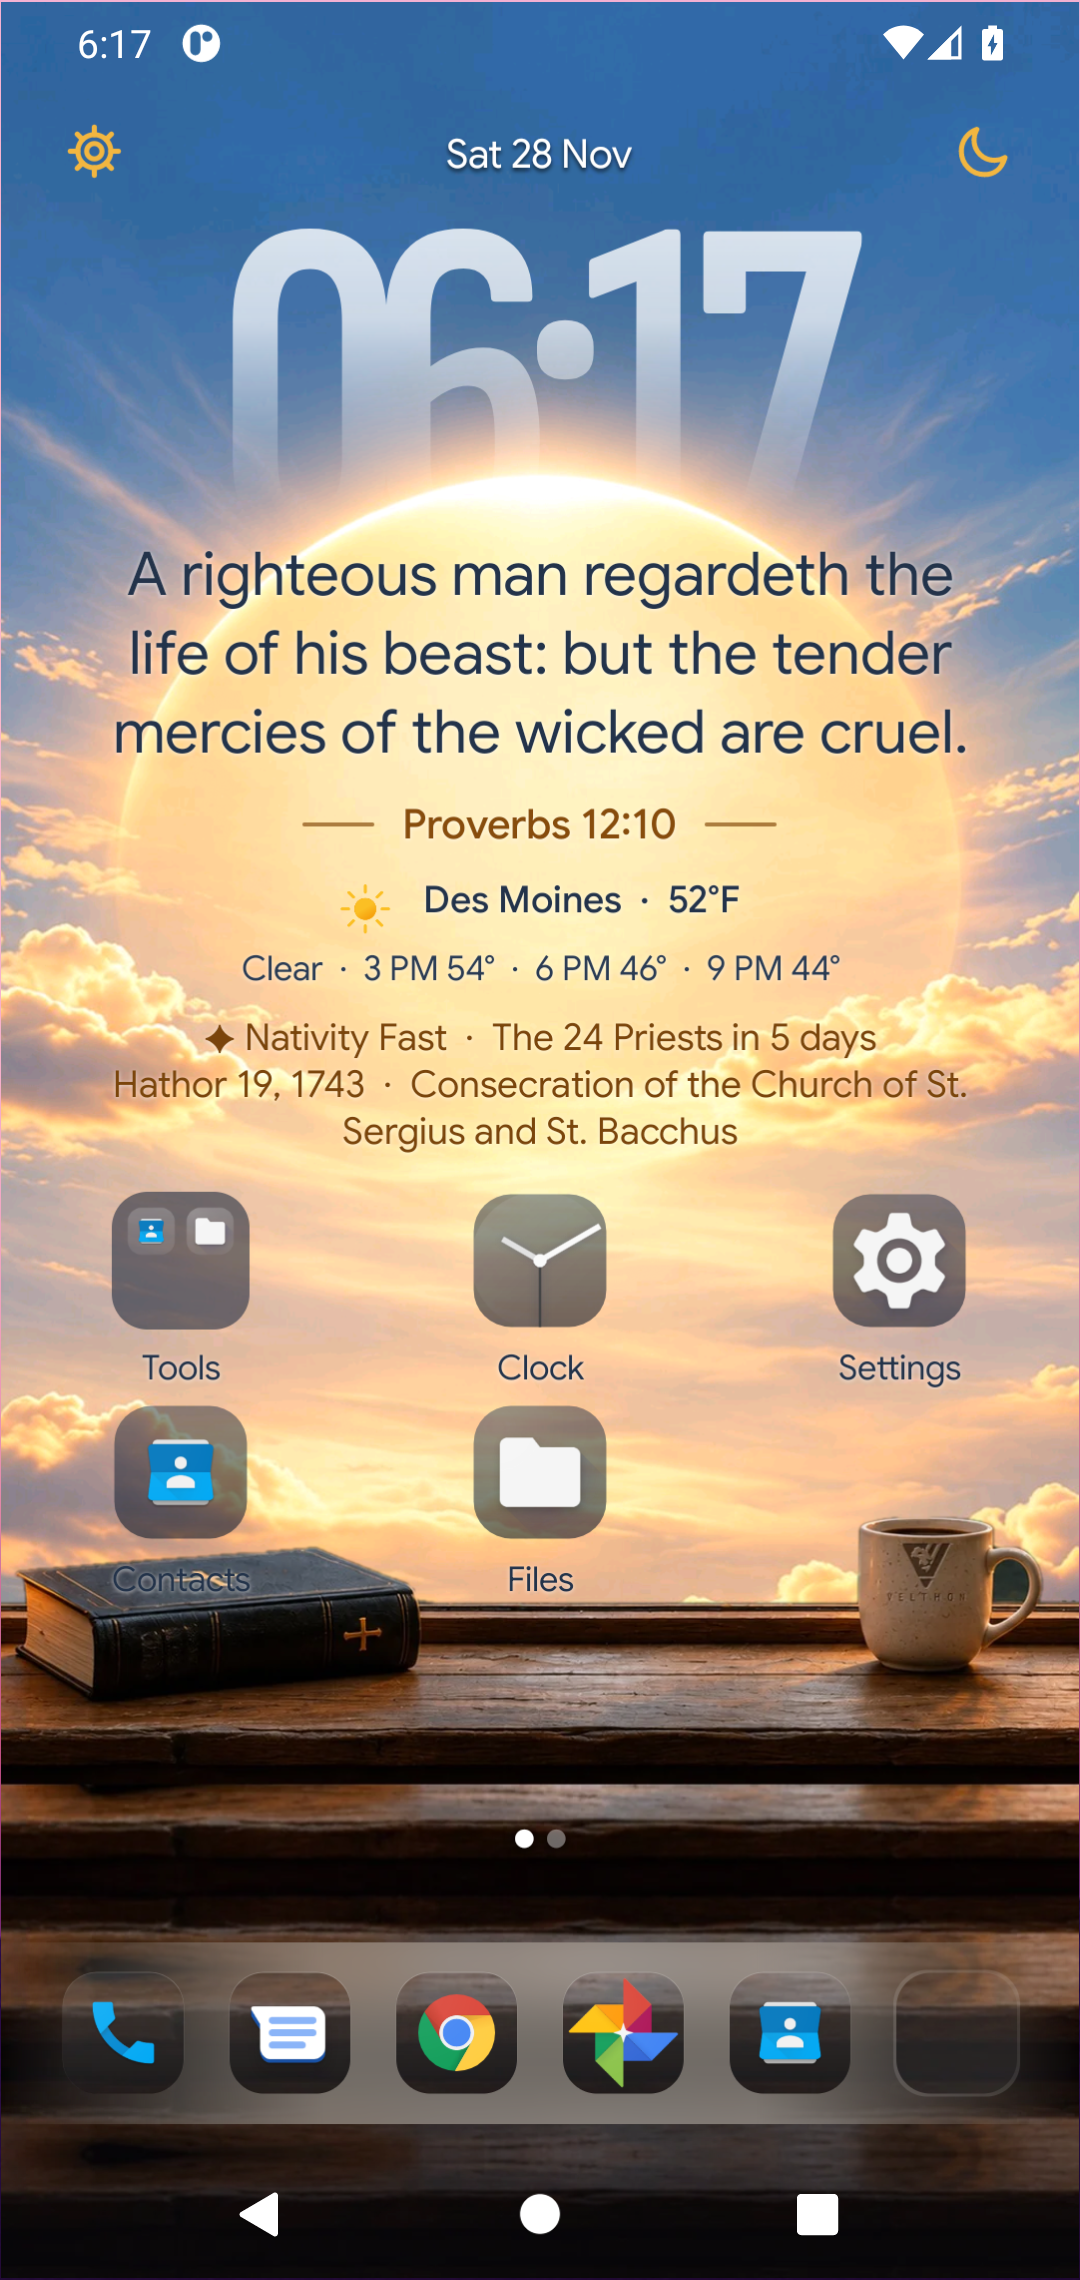 6:17
Sat 28 Nov
06:17
A righteous man regardeth the
life of his beast: but the tender
mercies of the wicked are cruel.
Proverbs 12:10
Des Moines · 52°F
Clear · 3 PM 54° · 6 PM 46° · 9 PM 44°
✦ Nativity Fast · The 24 Priests in 5 days
Hathor 19, 1743 · Consecration of the Church of St.
Sergius and St. Bacchus
Tools
Clock
Settings
Contacts
Files
VELTHON